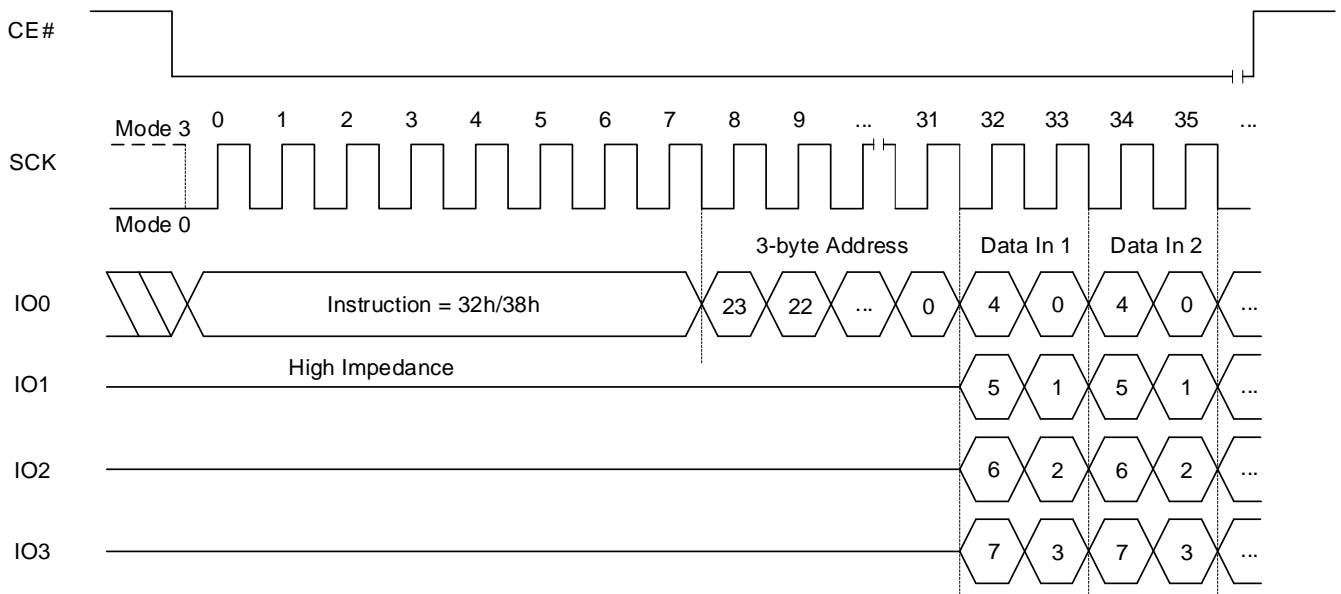 CE#
Mode 3 0 1 2 3 4 5 6 7 8 9 ... 31 32 33 34 35 ...
SCK
Mode 0
3-byte Address Data In 1 Data In 2
IO0 Instruction = 32h/38h 23 22 ... 0 4 0 4 0 ...
High Impedance
IO1 5 1 5 1 ...
IO2 6 2 6 2 ...
IO3 7 3 7 3 ...